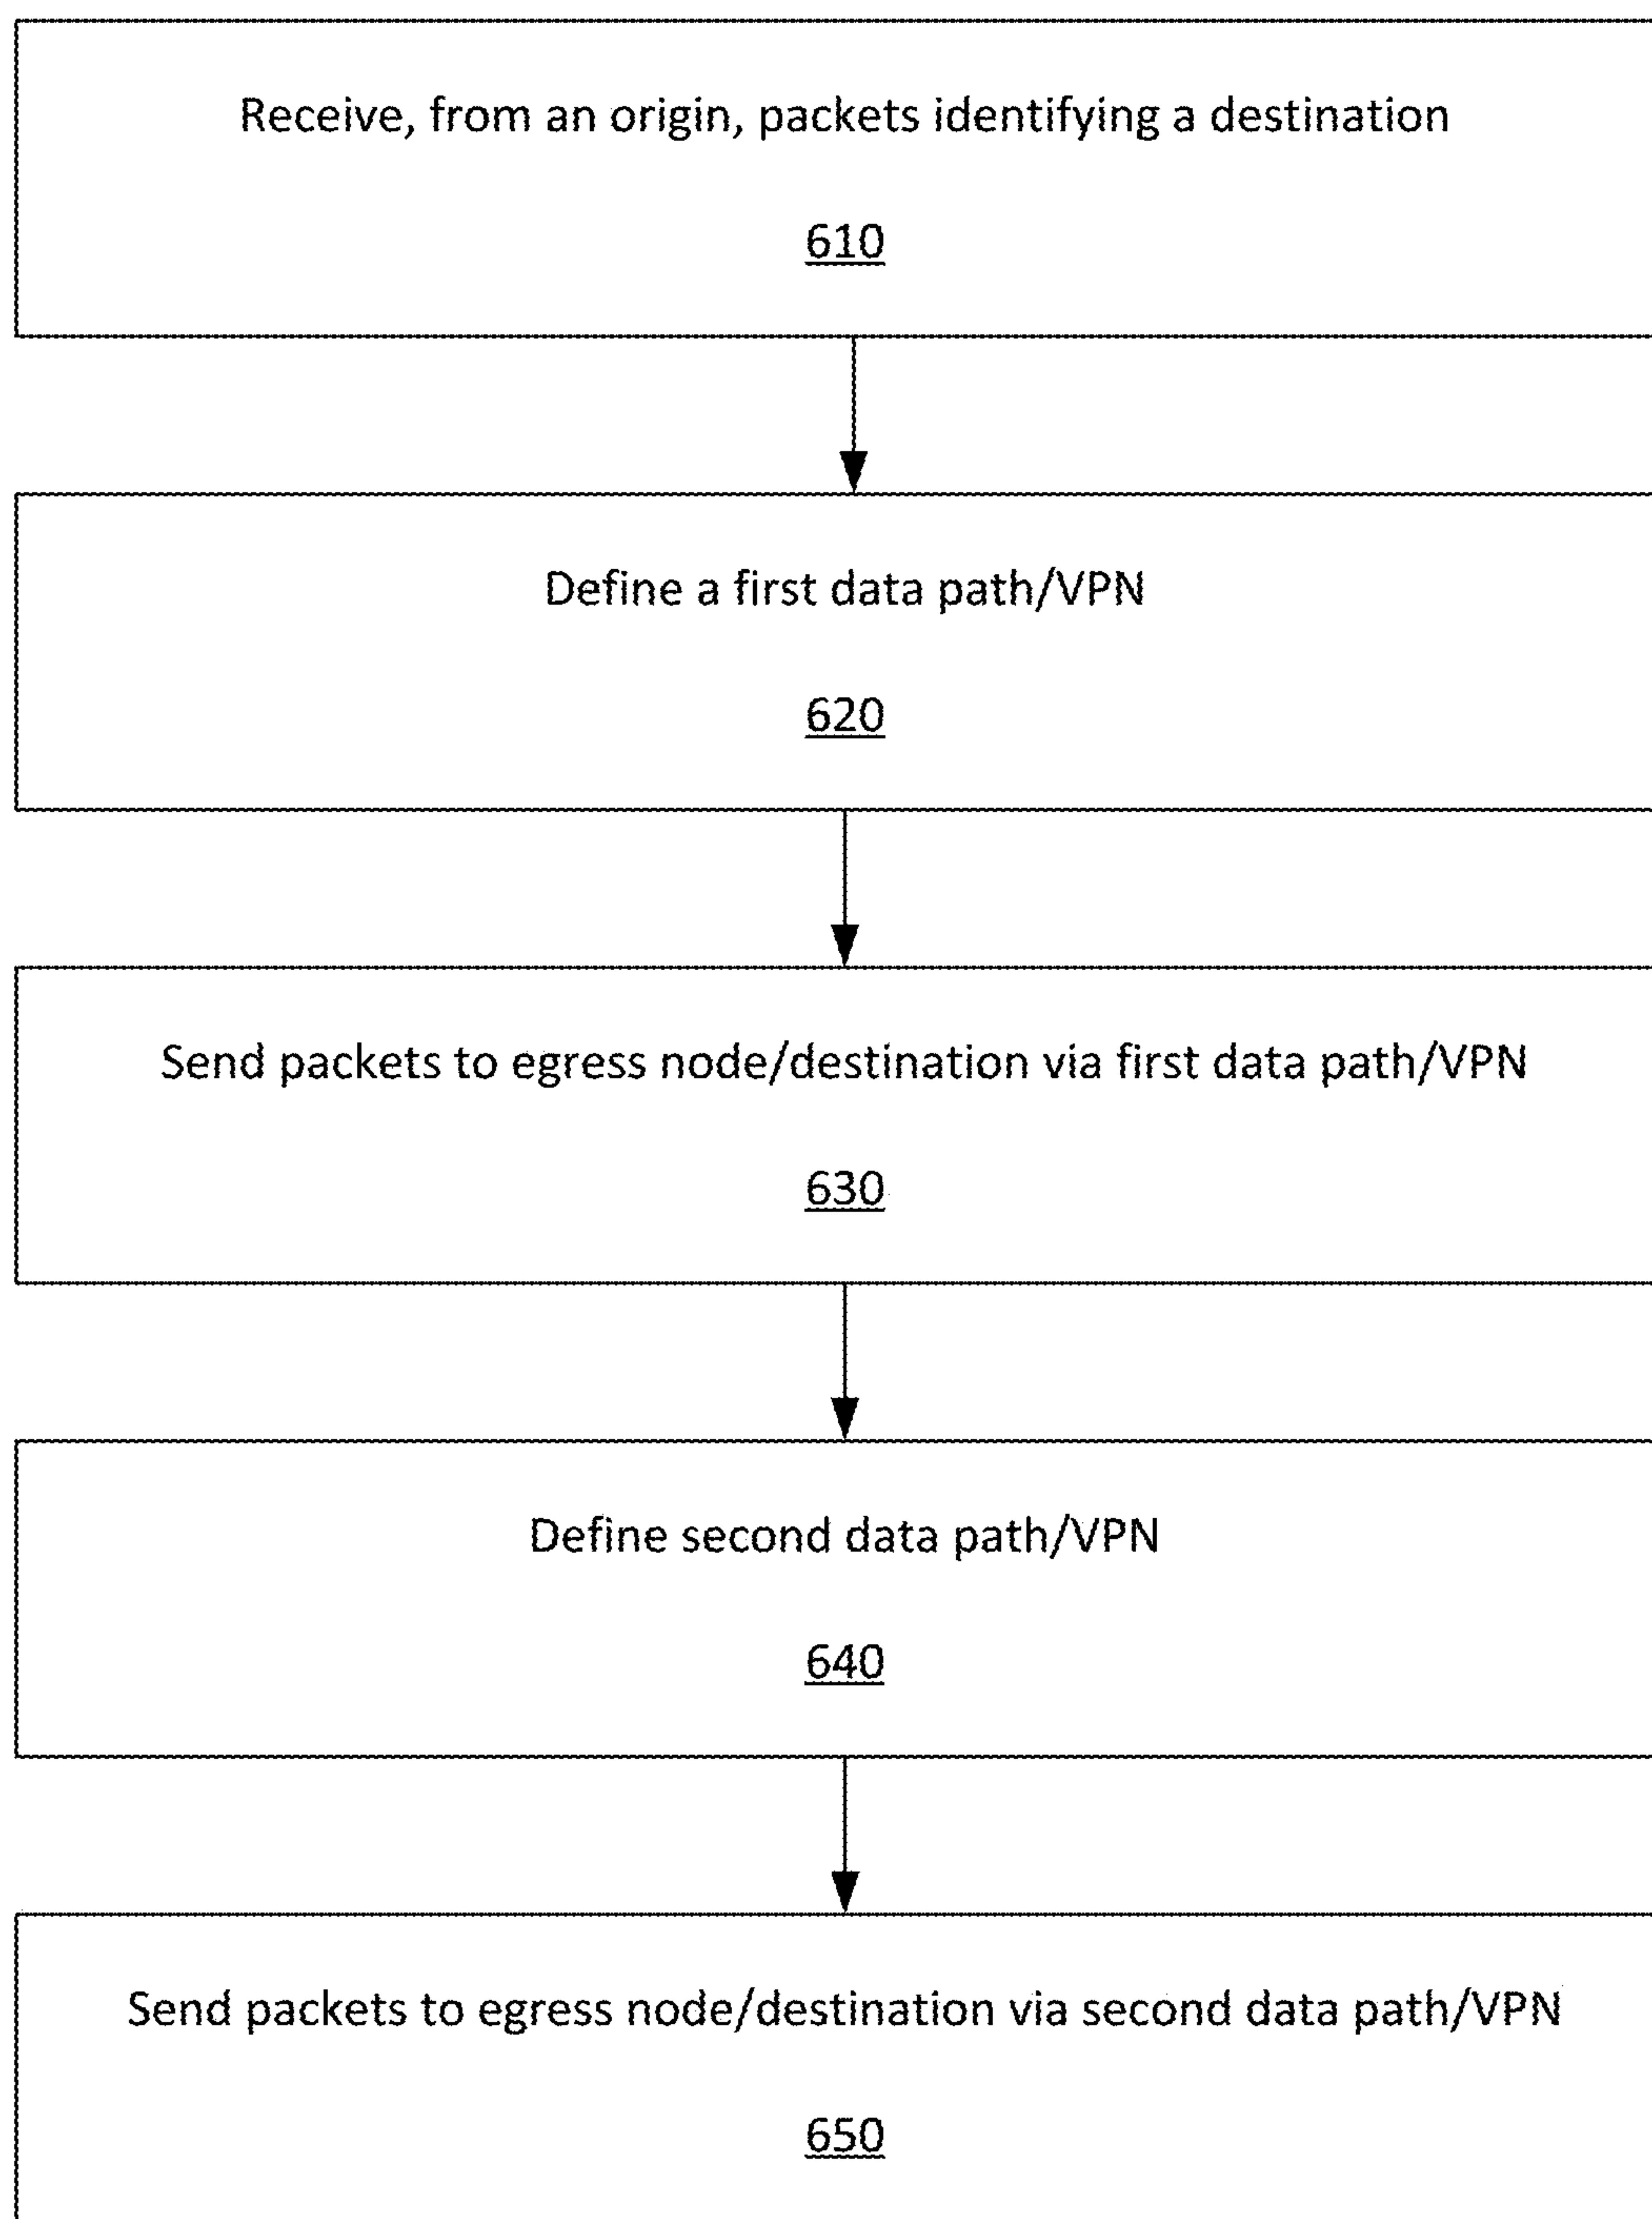 Receive, from an origin, packets identifying a destination
610
Define a first data path/VPN
620
Send packets to egress node/destination via first data path/VPN
630
Define second data path/VPN
640
Send packets to egress node/destination via second data path/VPN
650